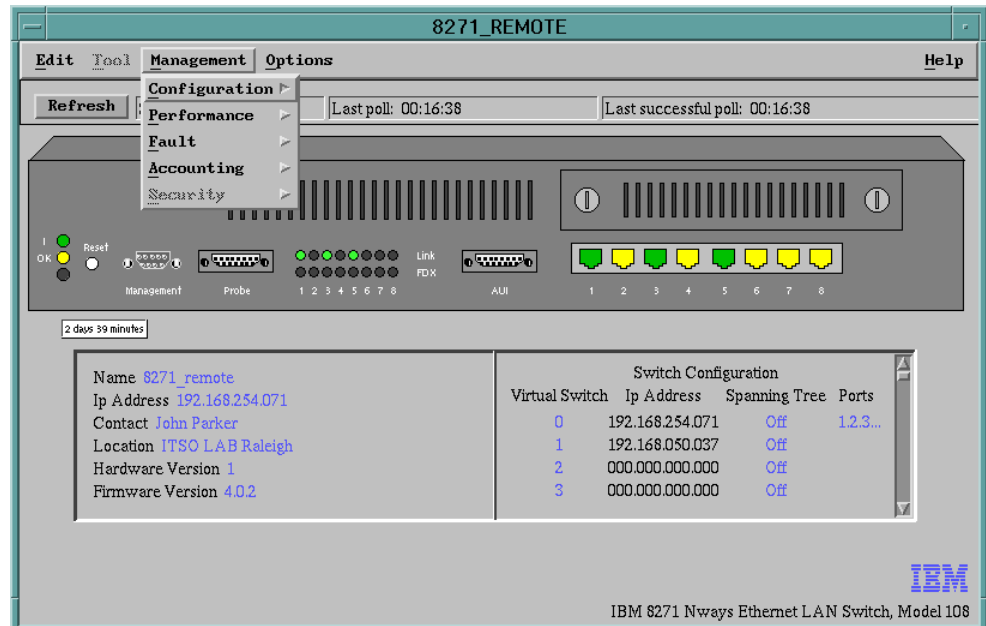 8271_REMOTE
Edit Tool Management Options Help
Configuration
Refresh Last poll: 00:16:38 Last successful poll: 00:16:38
Performance
Fault
Accounting
Security
I
OK
Reset
Link
FDX
Management Probe 1 2 3 4 5 6 7 8 AUI 1 2 3 4 5 6 7 8
2 days 39 minutes
Name 8271_remote
Ip Address 192.168.254.071
Contact John Parker
Location ITSO LAB Raleigh
Hardware Version 1
Firmware Version 4.0.2
Switch Configuration
Virtual Switch Ip Address Spanning Tree Ports
0 192.168.254.071 Off 1.2.3...
1 192.168.050.037 Off
2 000.000.000.000 Off
3 000.000.000.000 Off
IBM
IBM 8271 Nways Ethernet LAN Switch, Model 108